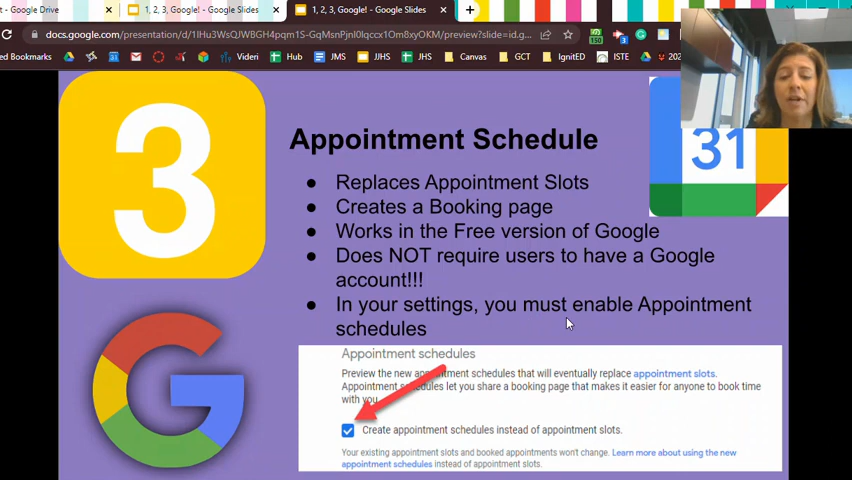 t - Google Drive
1, 2, 3, Google! - Google Slides
1, 2, 3, Google! - Google Slides
docs.google.com/presentation/d/1lHu3WsQJWBGH4pqm1S-GqMsnPjnl0lqccx1Om8xyOKM/preview?slide=id.g
Bookmarks
Videri
Hub
JMS
JJHS
JHS
Canvas
GCT
IgnitED
ISTE
3
31
Appointment Schedule
● Replaces Appointment Slots
● Creates a Booking page
● Works in the Free version of Google
● Does NOT require users to have a Google
account!!!
● In your settings, you must enable Appointment
schedules
G
Appointment schedules
Preview the new appointment schedules that will eventually replace appointment slots.
Appointment schedules let you share a booking page that makes it easier for anyone to book time
with you.
Create appointment schedules instead of appointment slots.
Your existing appointment slots and booked appointments won't change. Learn more about using the new
appointment schedules instead of appointment slots.